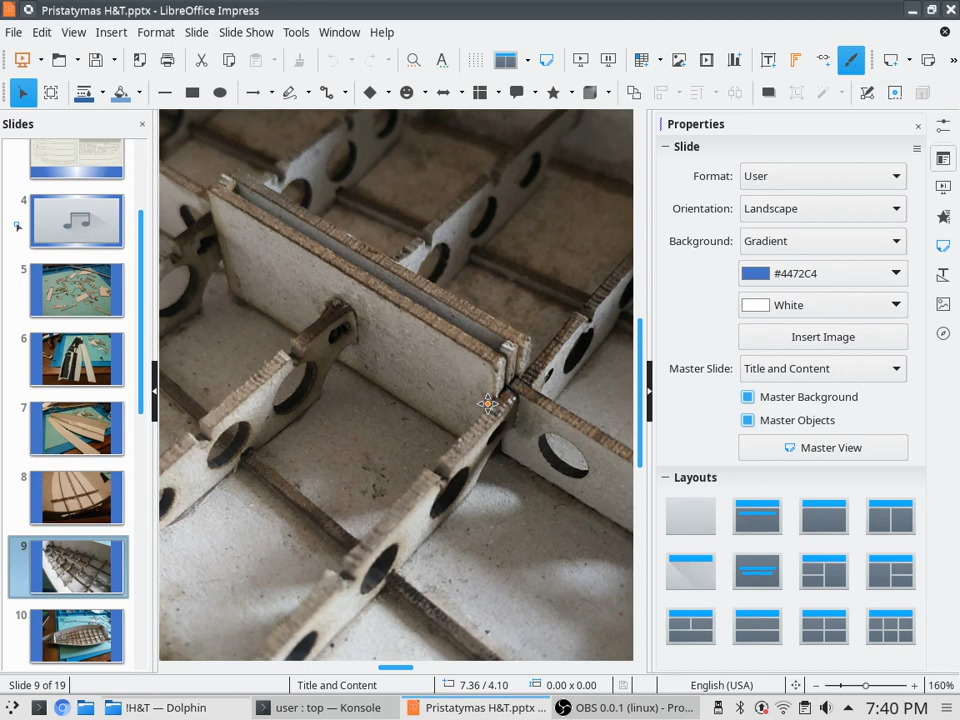 Pristatymas H&T.pptx - LibreOffice Impress
File Edit View Insert Format Slide Slide Show Tools Window Help
Slides
4
5
6
7
8
9
10
Properties
Slide
Format: User
Orientation: Landscape
Background: Gradient
#4472C4
White
Insert Image
Master Slide: Title and Content
Master Background
Master Objects
Master View
Layouts
Slide 9 of 19 Title and Content 7.36 / 4.10 0.00 x 0.00 English (USA) 160%
!H&T — Dolphin user : top — Konsole Pristatymas H&T.pptx ... OBS 0.0.1 (linux) - Pro... 7:40 PM